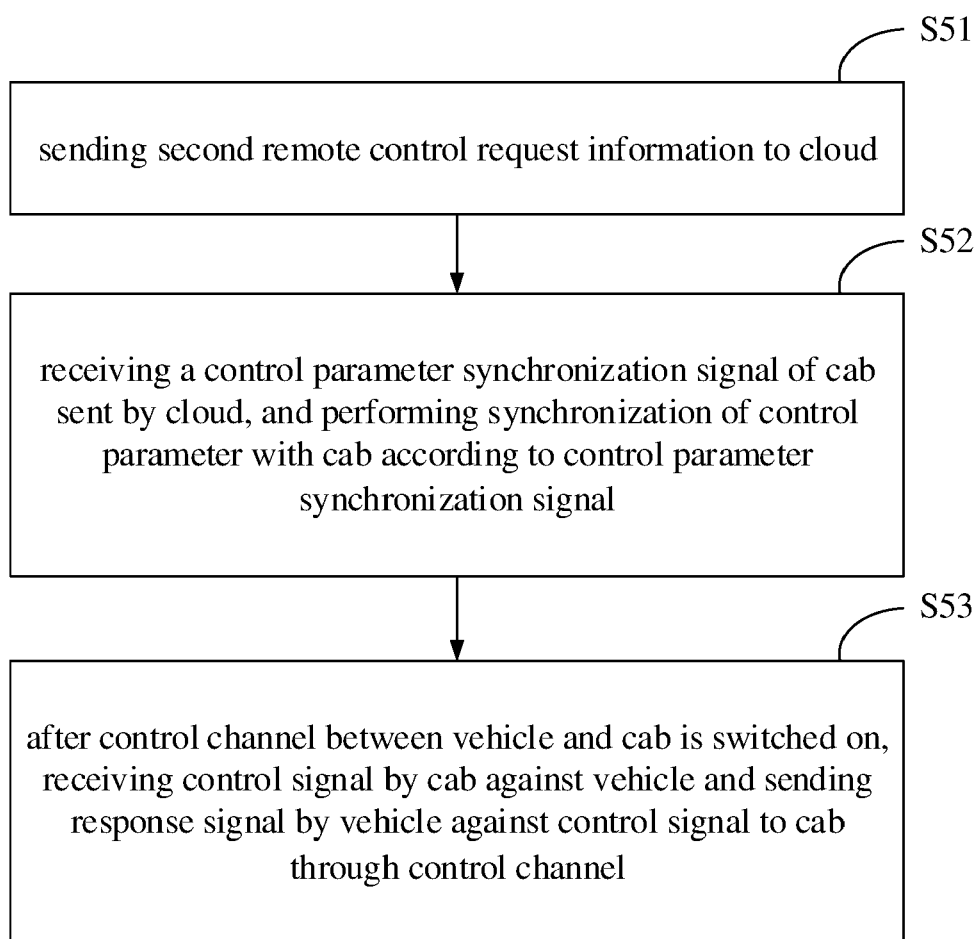 S51
sending second remote control request information to cloud
S52
receiving a control parameter synchronization signal of cab
sent by cloud, and performing synchronization of control
parameter with cab according to control parameter
synchronization signal
S53
after control channel between vehicle and cab is switched on,
receiving control signal by cab against vehicle and sending
response signal by vehicle against control signal to cab
through control channel